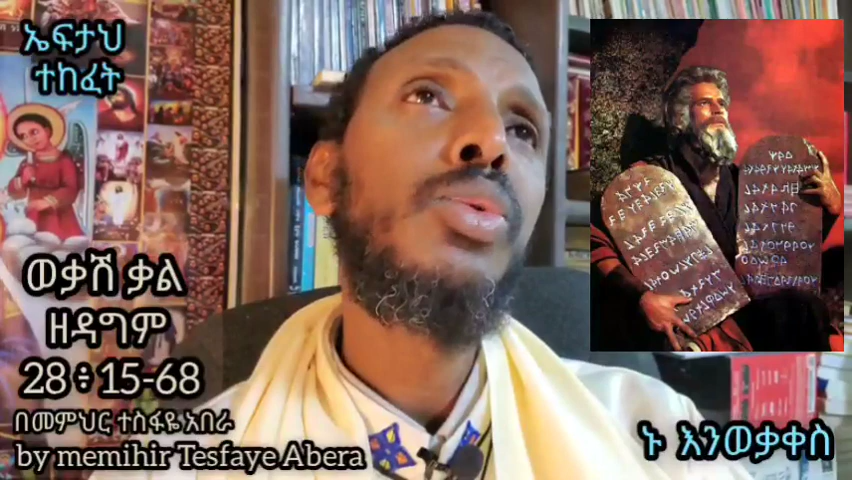 ኤፍታህ
ተከፈት
ወቃሽ ቃል
ዘዳግም
28፥15-68
በመምህር ተስፋዬ አበራ
by memihir Tesfaye Abera
ኑ እንወቃቀስ